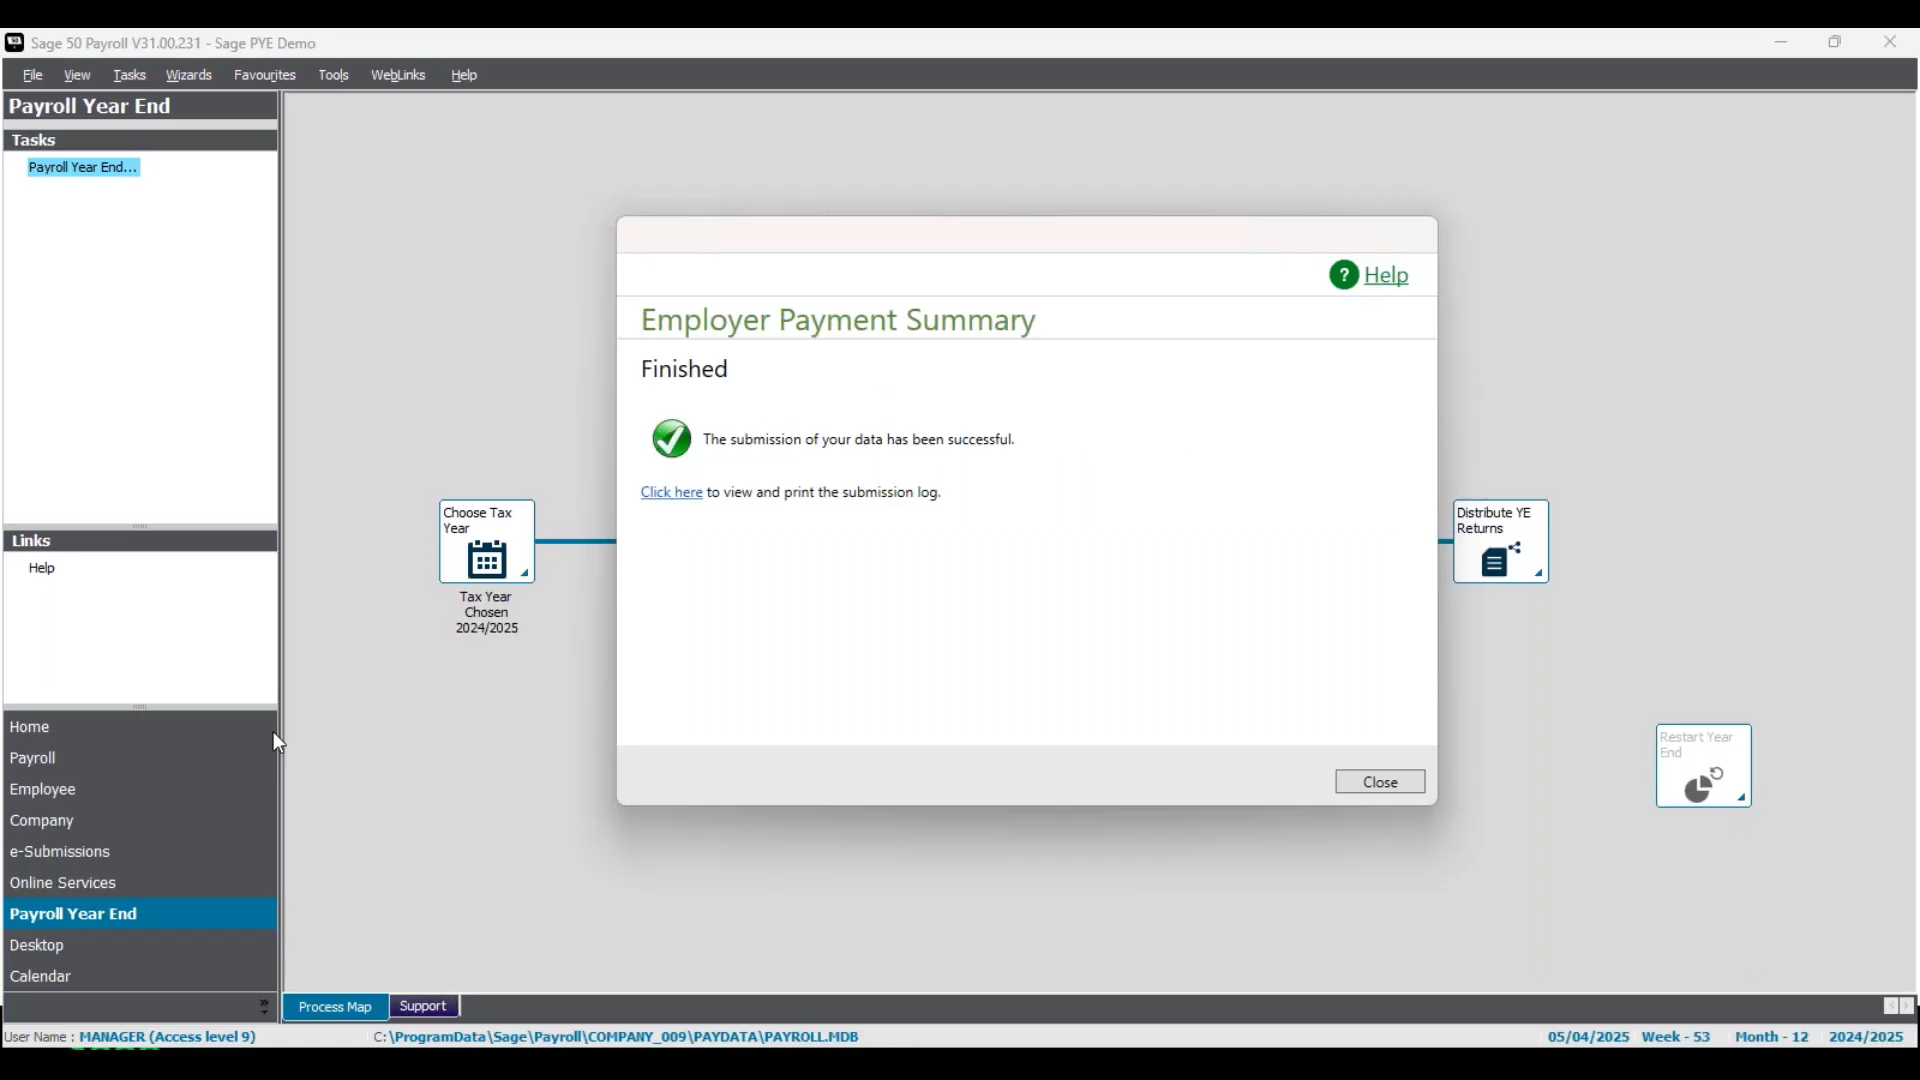 Sage 50 Payroll V31.00.231 - Sage PYE Demo
File View Tasks Wizards Favourites Tools WebLinks Help
Payroll Year End
Tasks
Payroll Year End...
Links
Help
Home
Payroll
Employee
Company
e-Submissions
Online Services
Payroll Year End
Desktop
Calendar
Choose Tax
Year
Tax Year
Chosen
2024/2025
? Help
Employer Payment Summary
Finished
The submission of your data has been successful.
Click here to view and print the submission log.
Close
Distribute YE
Returns
Restart Year
End
Process Map Support
User Name : MANAGER (Access level 9) C:\ProgramData\Sage\Payroll\COMPANY_009\PAYDATA\PAYROLL.MDB 05/04/2025 Week - 53 Month - 12 2024/2025